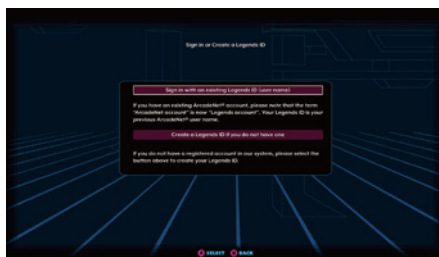 Sign in or Create a Legends ID
Sign in with an existing Legends ID (user name)
If you have an existing ArcadeNet® account, please note that the term
"ArcadeNet account" is now "Legends account". Your Legends ID is your
previous ArcadeNet® user name.
Create a Legends ID if you do not have one
If you do not have a registered account in our system, please select the
button above to create your Legends ID.
SELECT BACK